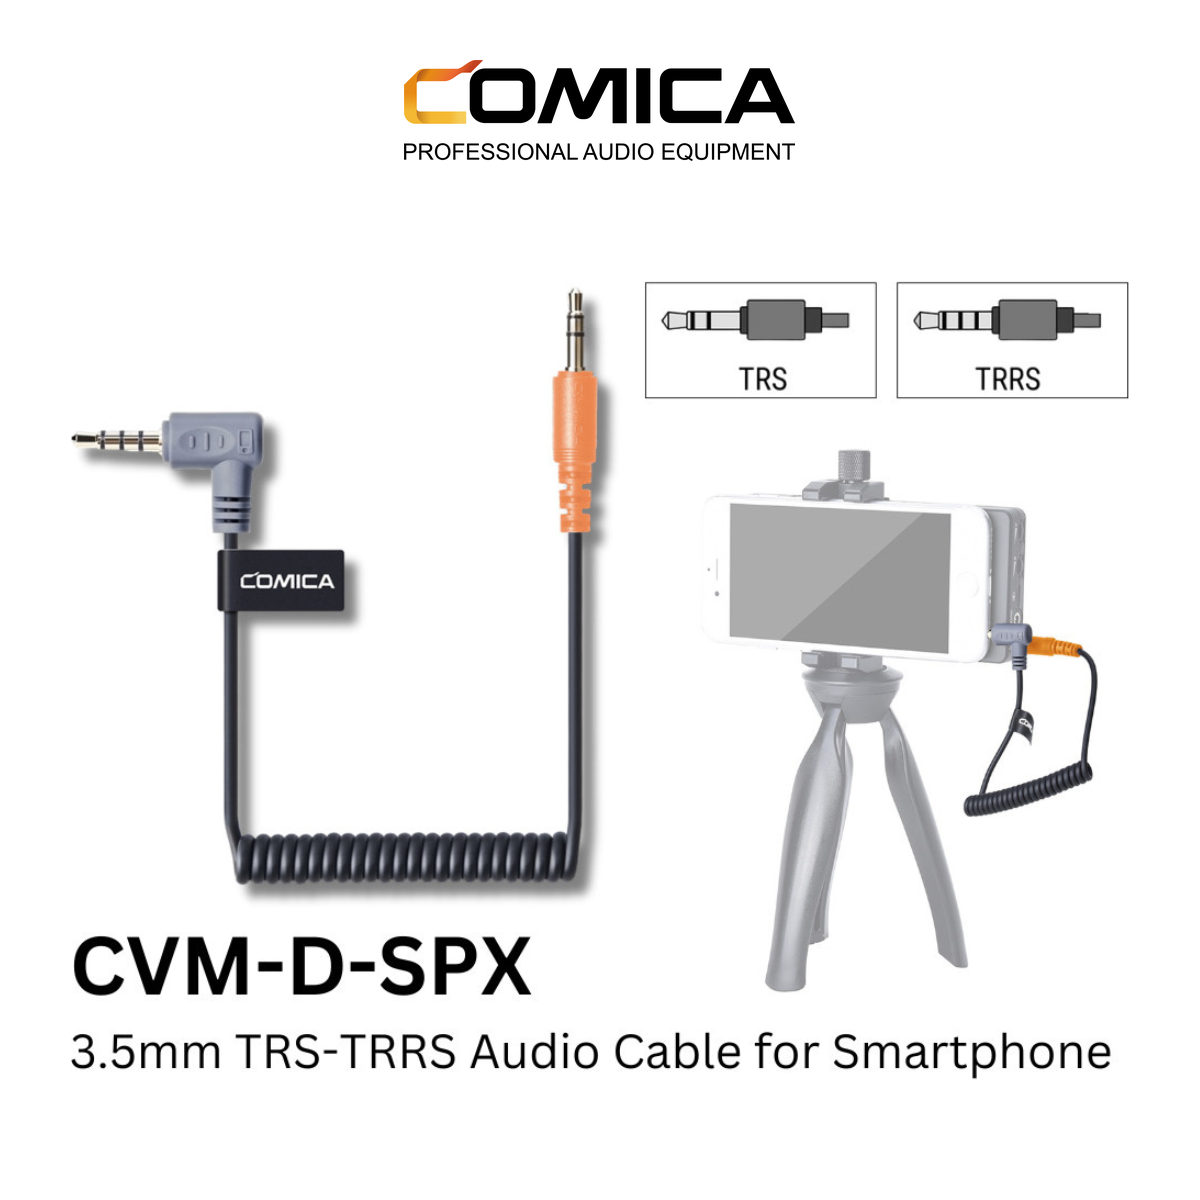 COMICA
PROFESSIONAL AUDIO EQUIPMENT
TRS
TRRS
COMICA
CVM-D-SPX
3.5mm TRS-TRRS Audio Cable for Smartphone